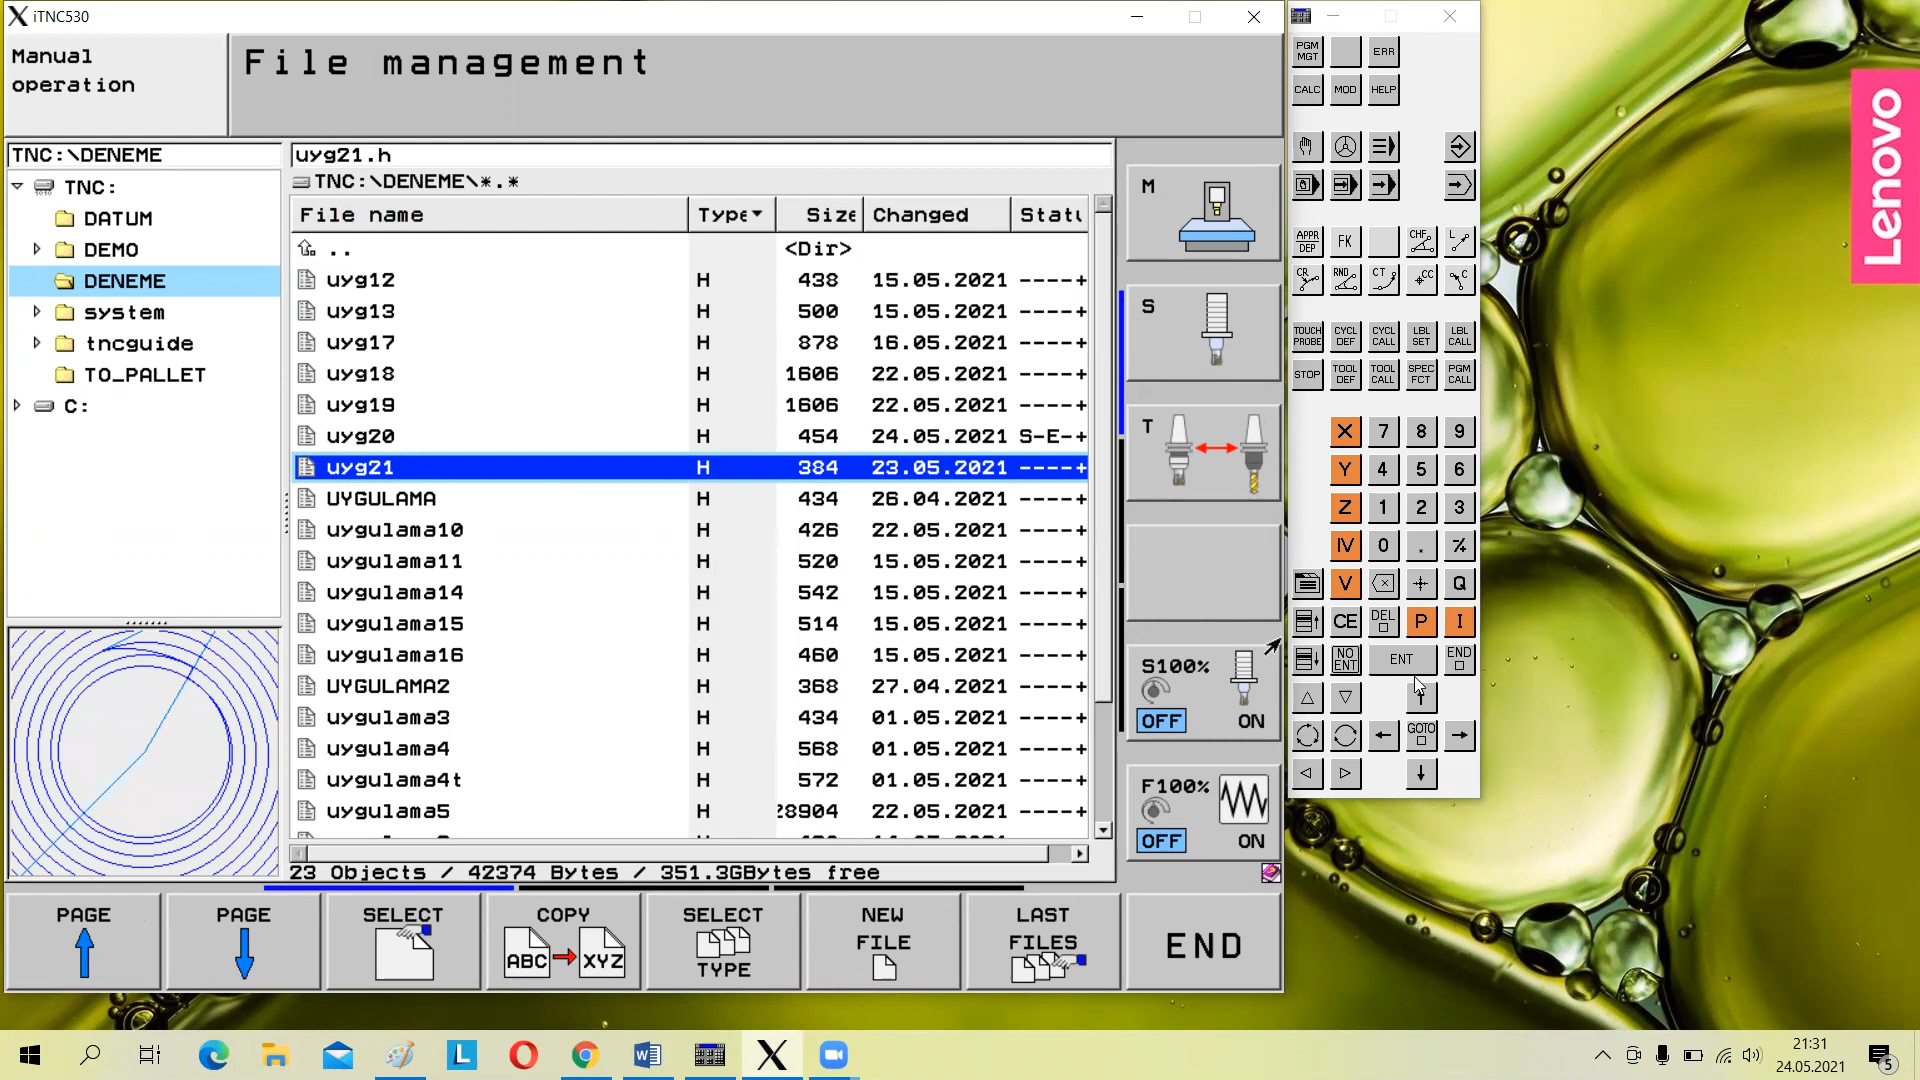 iTNC530
Manual operation
File management
TNC:\DENEME
uyg21.h
TNC:
DATUM
DEMO
DENEME
system
tncguide
TO_PALLET
C:
TNC:\DENEME\*.*
File name Type Size Changed Statu
.. <Dir>
uyg12 H 438 15.05.2021 ----+
uyg13 H 500 15.05.2021 ----+
uyg17 H 878 16.05.2021 ----+
uyg18 H 1606 22.05.2021 ----+
uyg19 H 1606 22.05.2021 ----+
uyg20 H 454 24.05.2021 S-E-+
uyg21 H 384 23.05.2021 ----+
UYGULAMA H 434 26.04.2021 ----+
uygulama10 H 426 22.05.2021 ----+
uygulama11 H 520 15.05.2021 ----+
uygulama14 H 542 15.05.2021 ----+
uygulama15 H 514 15.05.2021 ----+
uygulama16 H 460 15.05.2021 ----+
UYGULAMA2 H 368 27.04.2021 ----+
uygulama3 H 434 01.05.2021 ----+
uygulama4 H 568 01.05.2021 ----+
uygulama4t H 572 01.05.2021 ----+
uygulama5 H 28904 22.05.2021 ----+
23 Objects / 42374 Bytes / 351.3GBytes free
M
S
T
S100%
OFF ON
F100%
OFF ON
PAGE
PAGE
SELECT
COPY
ABC XYZ
SELECT
TYPE
NEW
FILE
LAST
FILES
END
PGM MGT
ERR
CALC MOD HELP
APPR DEP FK CHF L
CR RND CT CC C
TOUCH PROBE CYCL DEF CYCL CALL LBL SET LBL CALL
STOP TOOL DEF TOOL CALL SPEC FCT PGM CALL
X 7 8 9
Y 4 5 6
Z 1 2 3
IV 0 .
V Q
CE DEL P I
NO ENT ENT END
GOTO
Lenovo
21:31
24.05.2021
5